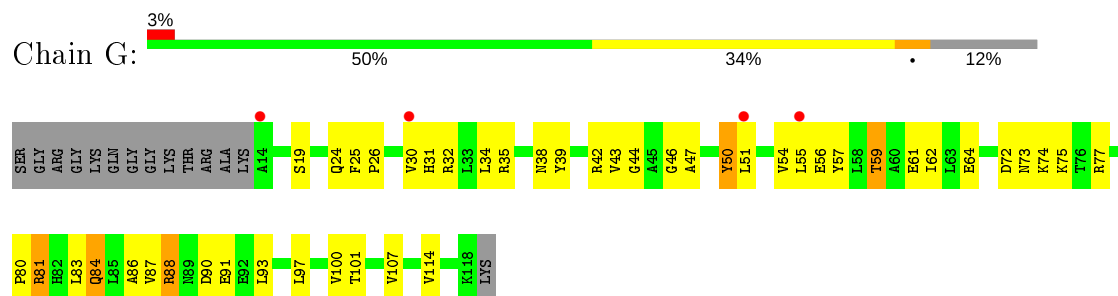 3%
Chain G:
50% 34% • 12%
SER GLY ARG GLY LYS GLN GLY GLY LYS THR ARG ALA LYS A14 S19 Q24 F25 P26 V30 H31 R32 L33 L34 R35 N38 Y39 R42 V43 G44 A45 G46 A47 Y50 L51 V54 L55 E56 Y57 L58 T59 A60 E61 I62 L63 E64 D72 N73 K74 K75 T76 R77
P80 R81 H82 L83 Q84 L85 A86 V87 R88 N89 D90 E91 E92 L93 L97 V100 T101 V107 V114 K118 LYS